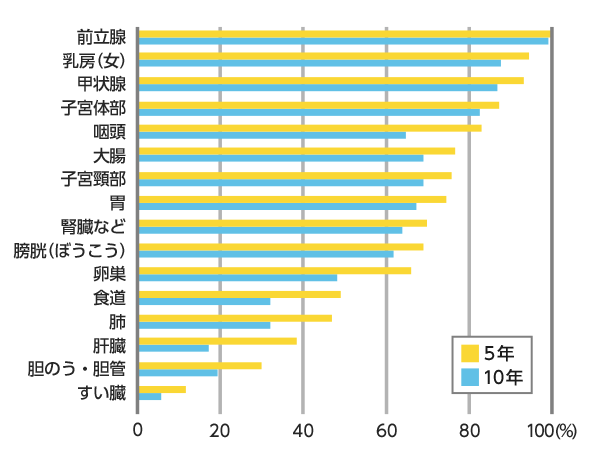 前立腺
乳房(女)
甲状腺
子宮体部
咽頭
大腸
子宮頸部
胃
腎臓など
膀胱(ぼうこう)
卵巣
食道
肺
肝臓
胆のう・胆管
すい臓
5年
10年
0 20 40 60 80 100(%)